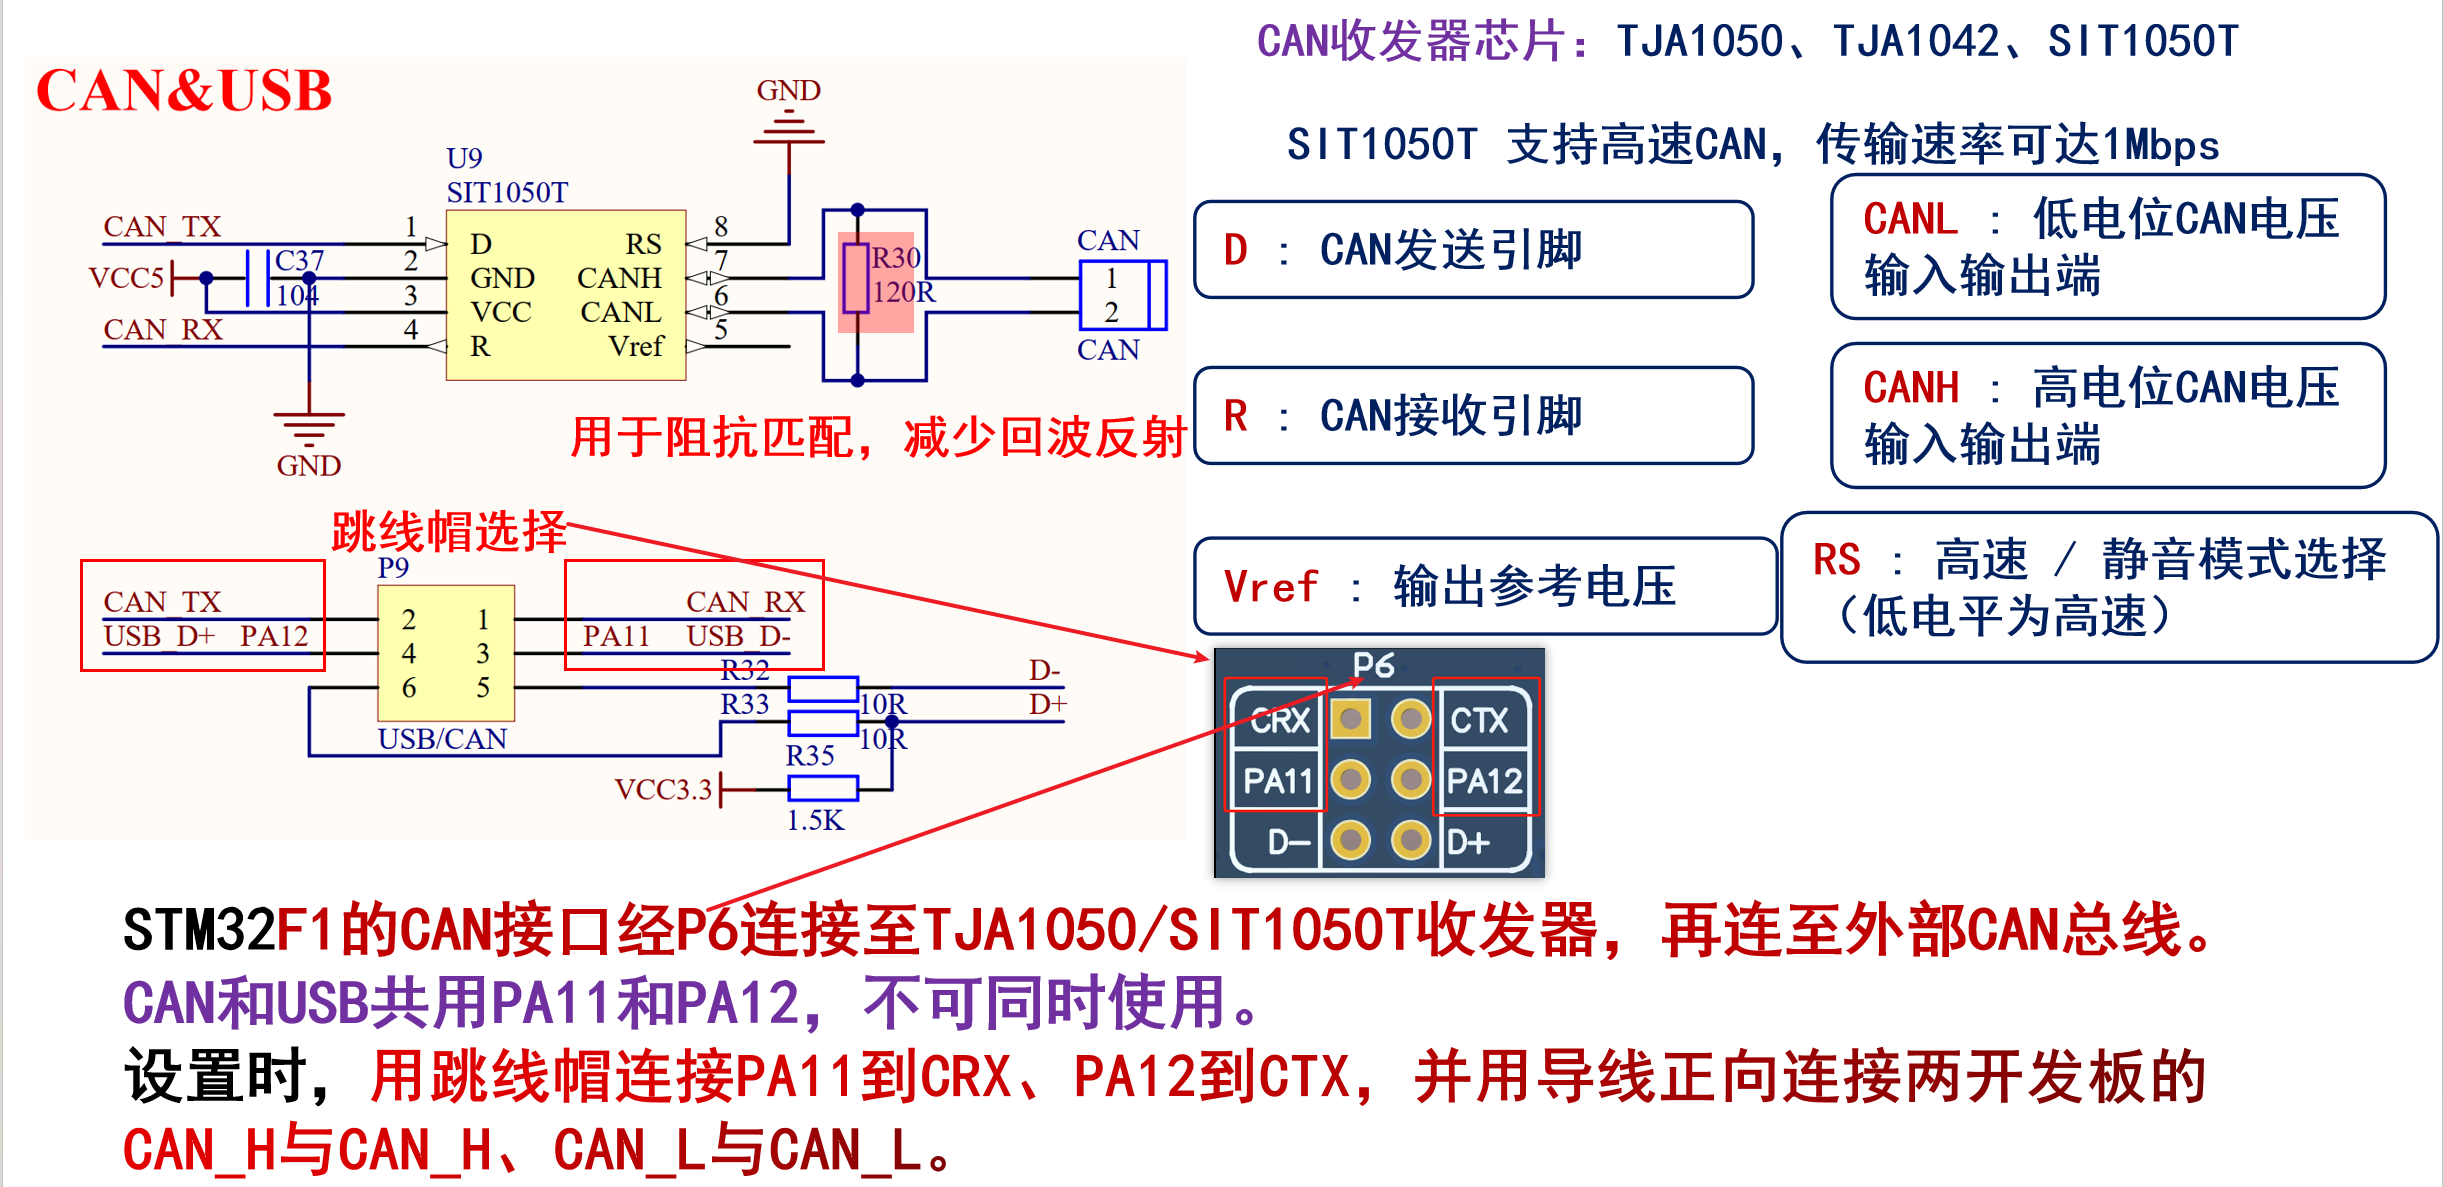 CAN收发器芯片：TJA1050、TJA1042、SIT1050T
CAN&USB
SIT1050T 支持高速CAN，传输速率可达1Mbps
GND
U9
SIT1050T
CAN_TX
VCC5
C37
104
CAN_RX
1
2
3
4
D
GND
VCC
R
RS
CANH
CANL
Vref
8
7
6
5
R30
120R
CAN
1
2
CAN
GND
用于阻抗匹配，减少回波反射
D ： CAN发送引脚
CANL ： 低电位CAN电压
输入输出端
R ： CAN接收引脚
CANH ： 高电位CAN电压
输入输出端
Vref ： 输出参考电压
RS ： 高速 / 静音模式选择
（低电平为高速）
跳线帽选择
P9
CAN_TX
USB_D+ PA12
2 1
4 3
6 5
CAN_RX
PA11 USB_D-
USB/CAN
R32
10R
D-
R33
10R
D+
R35
VCC3.3
1.5K
P6
CRX CTX
PA11 PA12
D- D+
STM32F1的CAN接口经P6连接至TJA1050/SIT1050T收发器，再连至外部CAN总线。
CAN和USB共用PA11和PA12，不可同时使用。
设置时，用跳线帽连接PA11到CRX、PA12到CTX，并用导线正向连接两开发板的
CAN_H与CAN_H、CAN_L与CAN_L。